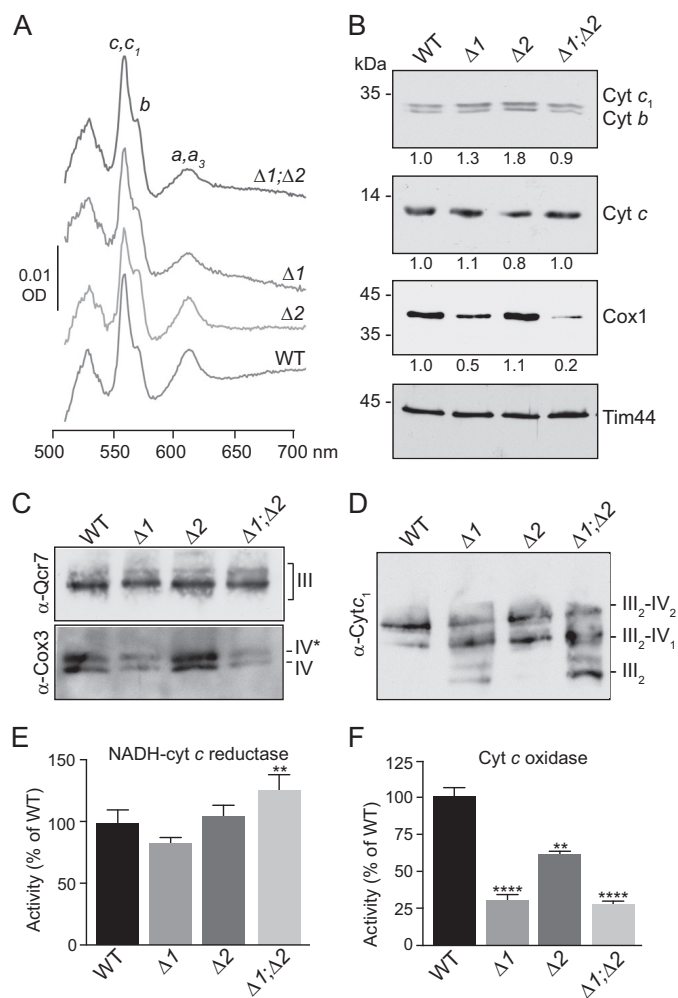 A
c,c1
b
a,a3
Δ1;Δ2
Δ1
Δ2
WT
0.01
OD
500 550 600 650 700 nm
B
WT Δ1 Δ2 Δ1;Δ2
kDa
35
Cyt c1
Cyt b
1.0 1.3 1.8 0.9
14
Cyt c
1.0 1.1 0.8 1.0
45
35
Cox1
1.0 0.5 1.1 0.2
45
Tim44
C
WT Δ1 Δ2 Δ1;Δ2
α-Qcr7
III
α-Cox3
IV*
IV
D
WT Δ1 Δ2 Δ1;Δ2
α-Cytc1
III2-IV2
III2-IV1
III2
E
NADH-cyt c reductase
Activity (% of WT)
150
100
50
0
**
WT Δ1 Δ2 Δ1;Δ2
F
Cyt c oxidase
Activity (% of WT)
125
100
75
50
25
0
****
**
****
WT Δ1 Δ2 Δ1;Δ2